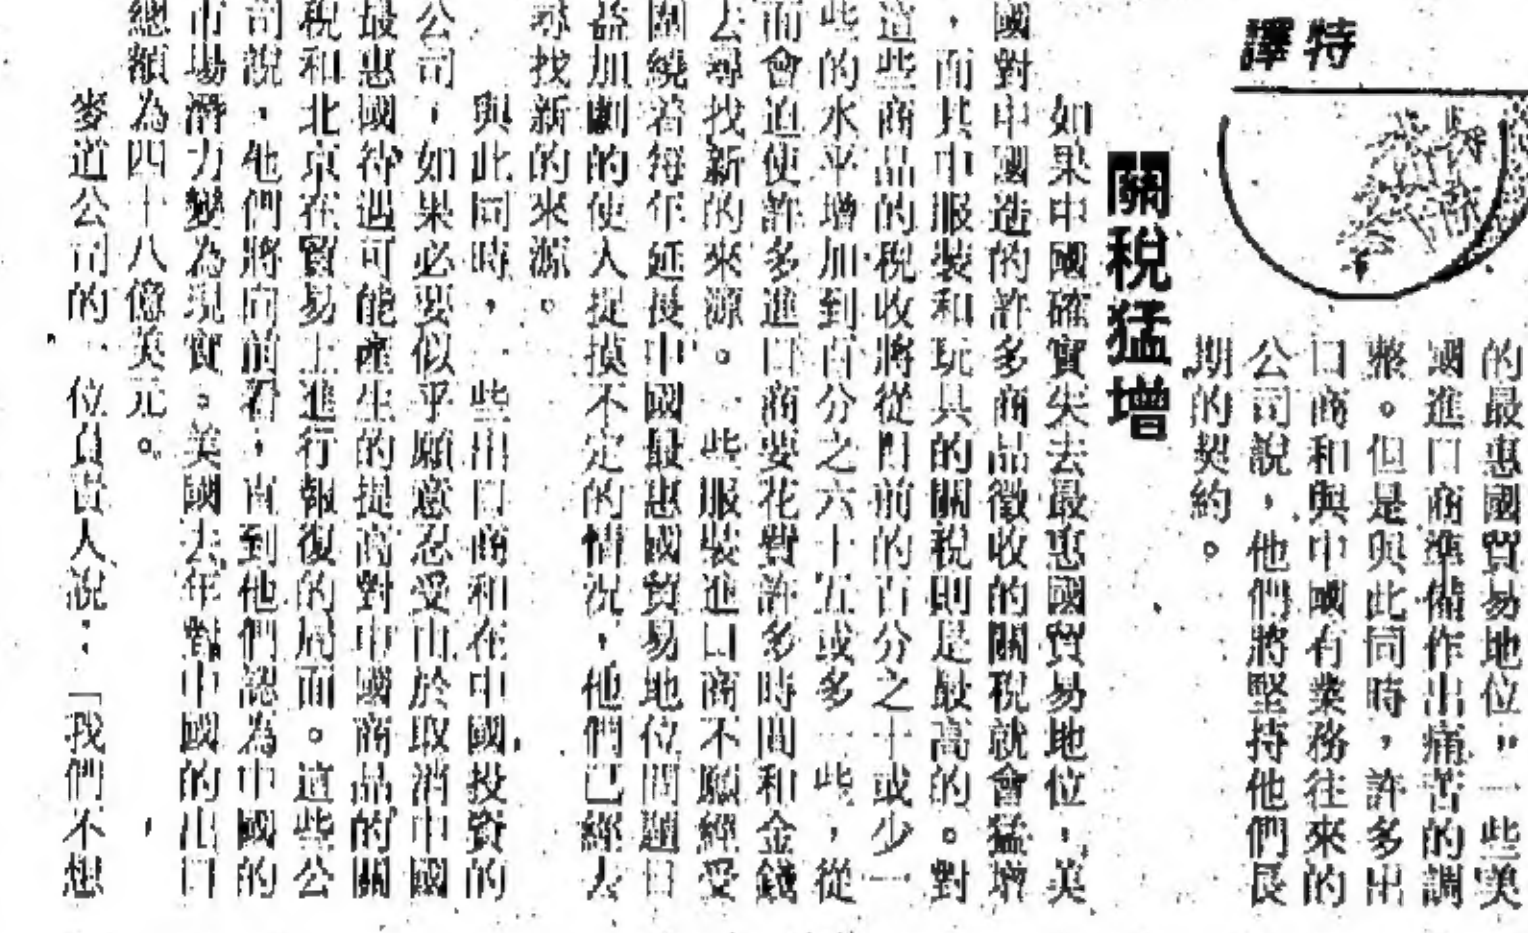 特譯
的最惠國貿易地位，一些美
國進口商準備作出痛苦的調
整。但是與此同時，許多出
口商和與中國有業務往來的
公司說，他們將堅持他們長
期的契約。
關稅猛增
如果中國確實失去最惠國貿易地位，美
國對中國造的許多商品徵收的關稅就會猛增
，而其中服裝和玩具的關稅則是最高的。對
這些商品的稅收將從目前的百分之十或少一
些的水平增加到百分之六十五或多一些，從
而會迫使許多進口商要花費許多時間和金錢
去尋找新的來源。一些服裝進口商不願經受
圍繞着每年延長中國最惠國貿易地位問題日
益加劇的使人捉摸不定的情況，他們已經去
尋找新的來源。
與此同時，一些出口商和在中國投資的
公司，如果必要似乎願意忍受由於取消中國
最惠國待遇可能產生的提高對中國商品的關
稅和北京在貿易上進行報復的局面。這些公
司說，他們將向前看，直到他們認為中國的
市場潛力變為現實。美國去年對中國的出口
總額為四十八億美元。
麥道公司的一位負責人說：「我們不想